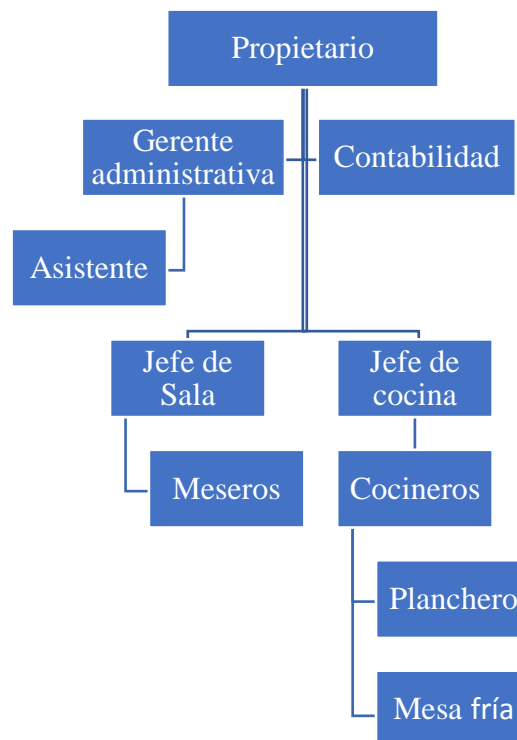 Propietario
Gerente
administrativa
Contabilidad
Asistente
Jefe de
Sala
Jefe de
cocina
Meseros
Cocineros
Planchero
Mesa fría